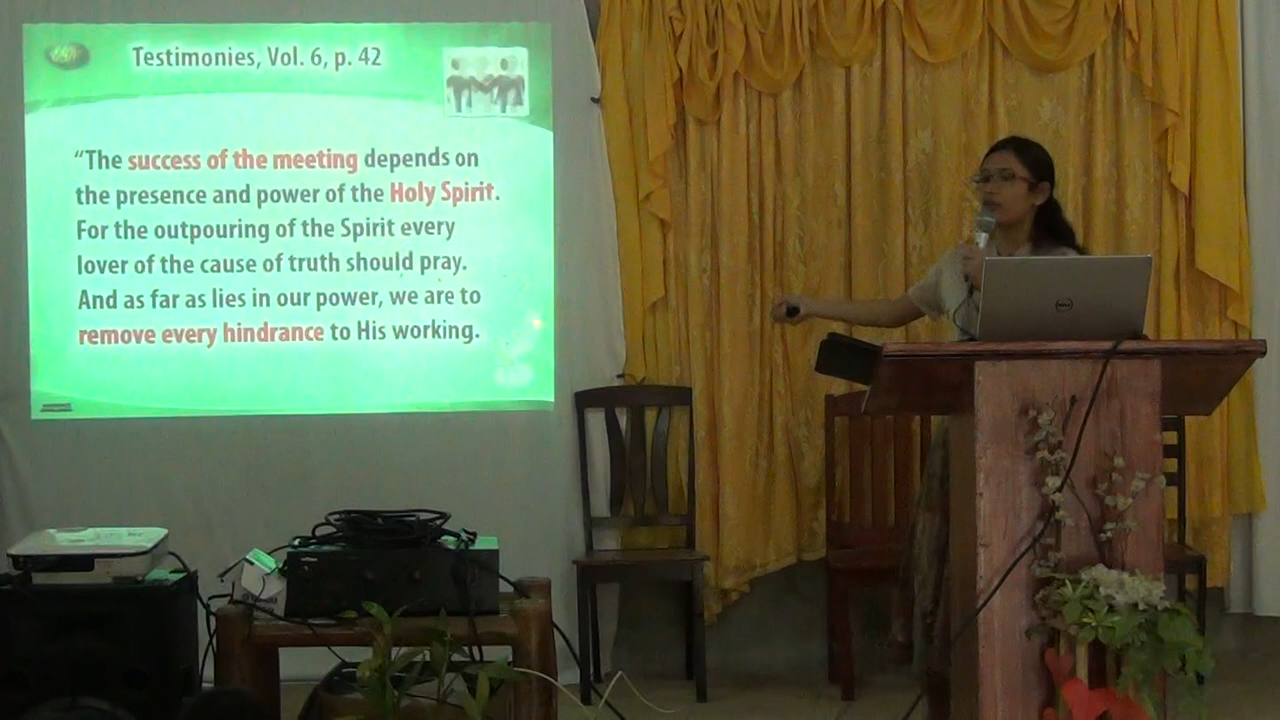 Testimonies, Vol. 6, p. 42
“The success of the meeting depends on
the presence and power of the Holy Spirit.
For the outpouring of the Spirit every
lover of the cause of truth should pray.
And as far as lies in our power, we are to
remove every hindrance to His working.
DELL